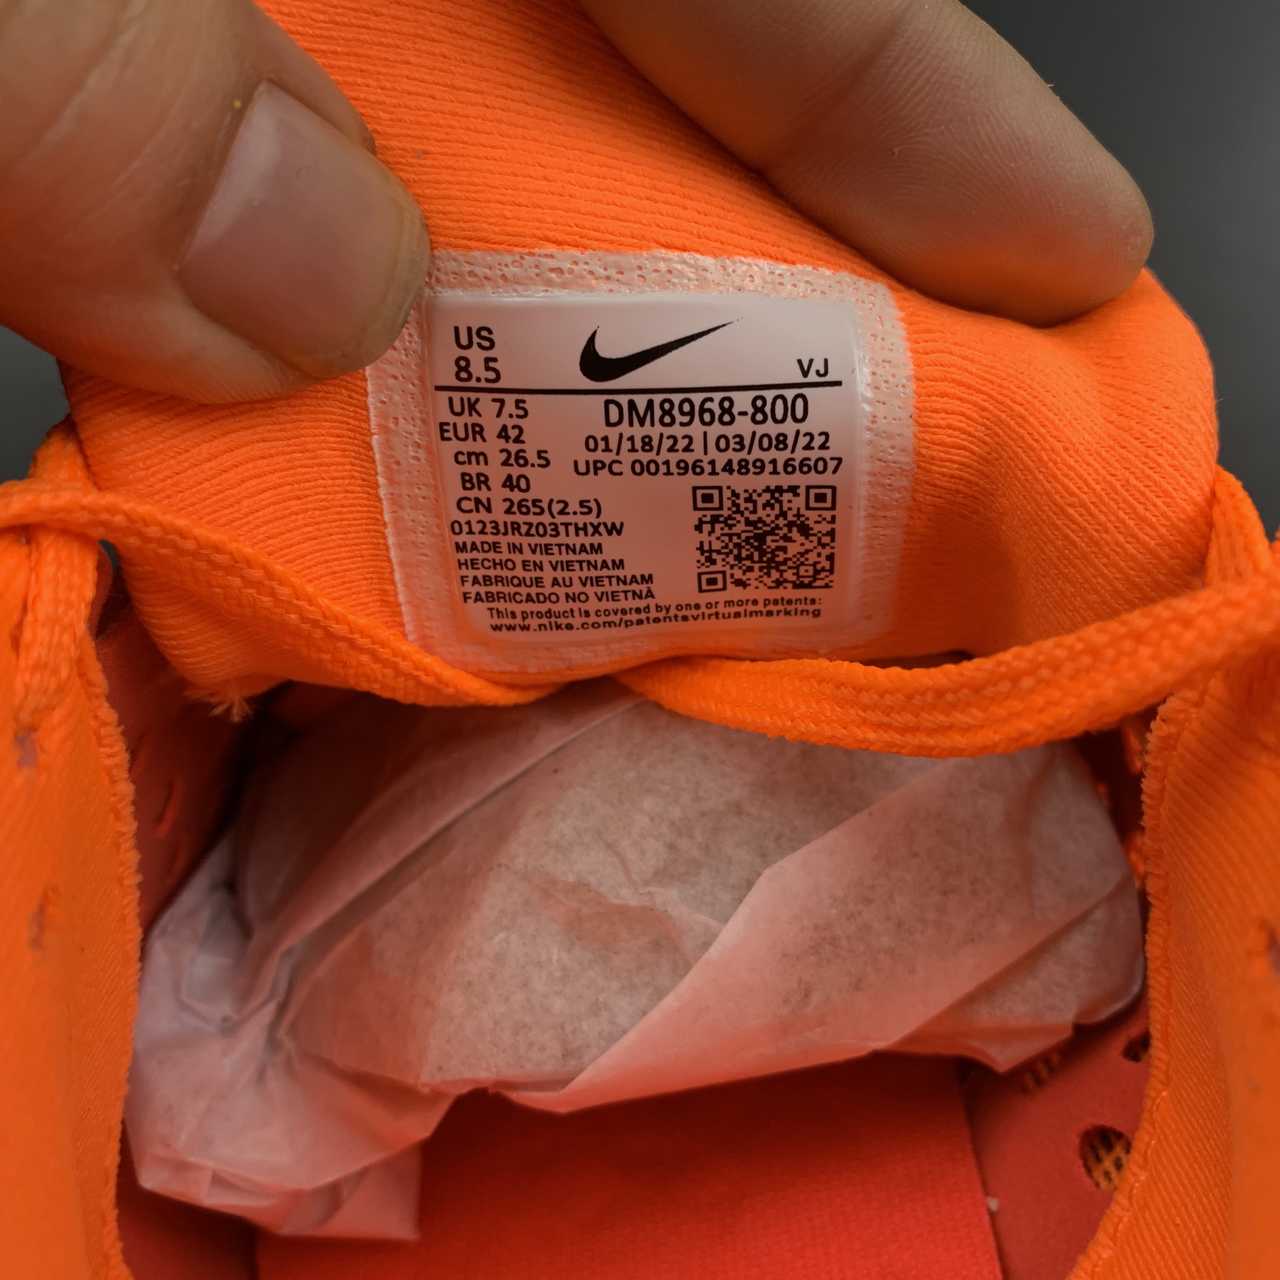 US
8.5
VJ
UK 7.5
EUR 42
cm 26.5
BR 40
CN 265(2.5)
DM8968-800
01/18/22 | 03/08/22
UPC 00196148916607
0123JRZ03THXW
MADE IN VIETNAM
HECHO EN VIETNAM
FABRIQUE AU VIETNAM
FABRICADO NO VIETNÃ
This product is covered by one or more patents:
www.nike.com/patentsvirtualmarking